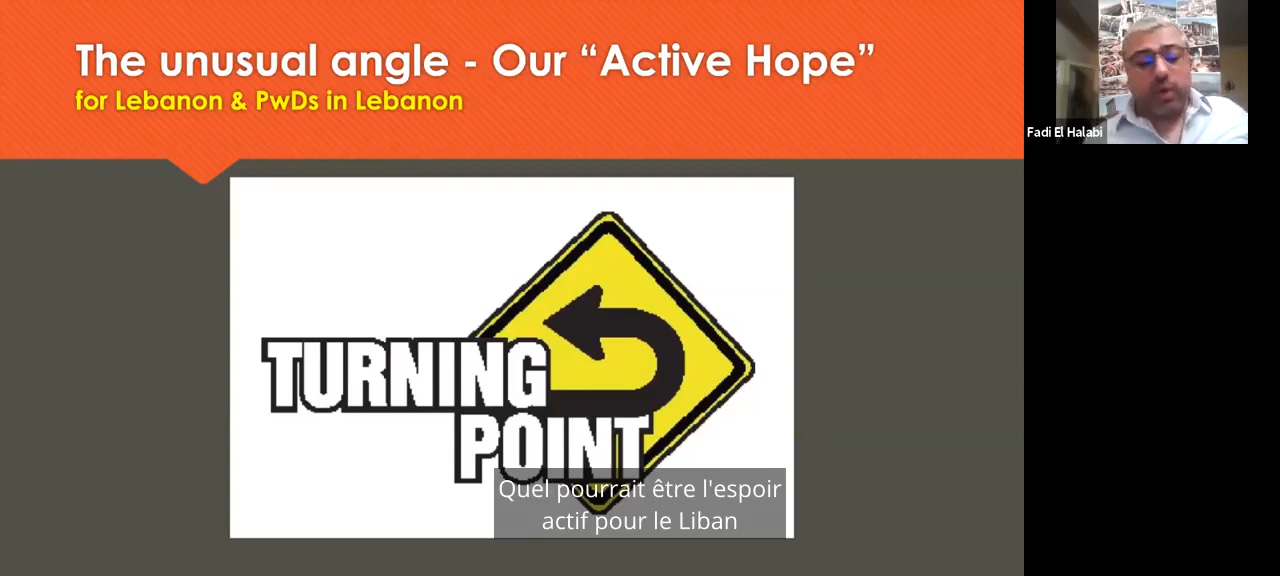 The unusual angle - Our “Active Hope”
for Lebanon & PwDs in Lebanon
Fadi El Halabi
TURNING
POINT
Quel pourrait être l'espoir
actif pour le Liban